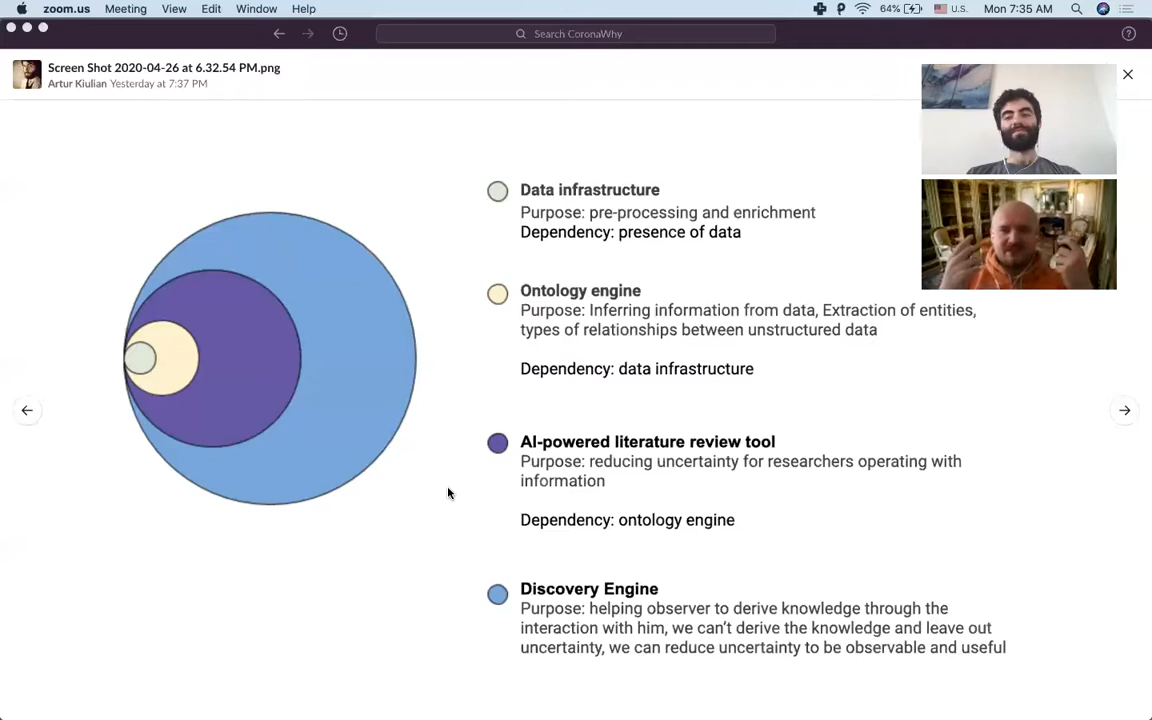 zoom.us Meeting View Edit Window Help 64% U.S. Mon 7:35 AM
Search CoronaWhy
Screen Shot 2020-04-26 at 6.32.54 PM.png
Artur Kiulian Yesterday at 7:37 PM
Data infrastructure
Purpose: pre-processing and enrichment
Dependency: presence of data
Ontology engine
Purpose: Inferring information from data, Extraction of entities,
types of relationships between unstructured data
Dependency: data infrastructure
AI-powered literature review tool
Purpose: reducing uncertainty for researchers operating with
information
Dependency: ontology engine
Discovery Engine
Purpose: helping observer to derive knowledge through the
interaction with him, we can't derive the knowledge and leave out
uncertainty, we can reduce uncertainty to be observable and useful